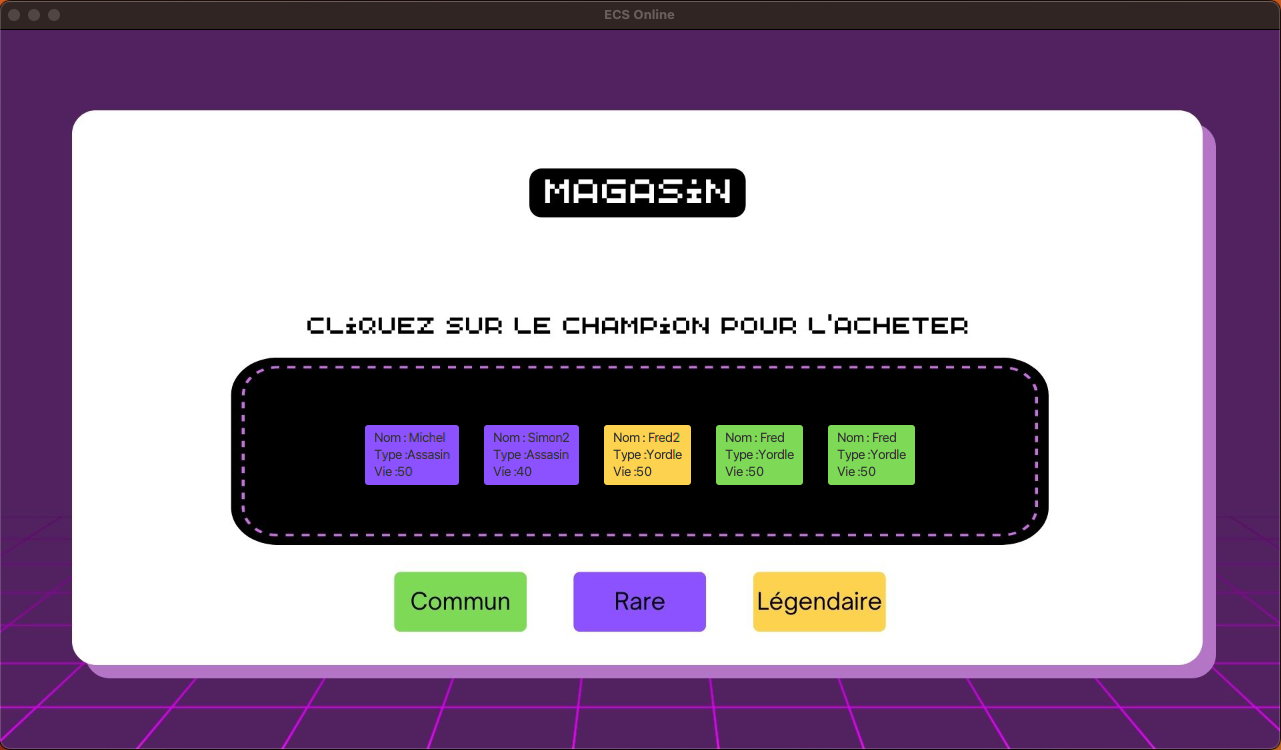 ECS Online
MAGASiN
CLiQUEZ SUR LE CHAMPiON POUR L'ACHETER
Nom : Michel
Type :Assasin
Vie :50
Nom : Simon2
Type :Assasin
Vie :40
Nom : Fred2
Type :Yordle
Vie :50
Nom : Fred
Type :Yordle
Vie :50
Nom : Fred
Type :Yordle
Vie :50
Commun
Rare
Légendaire